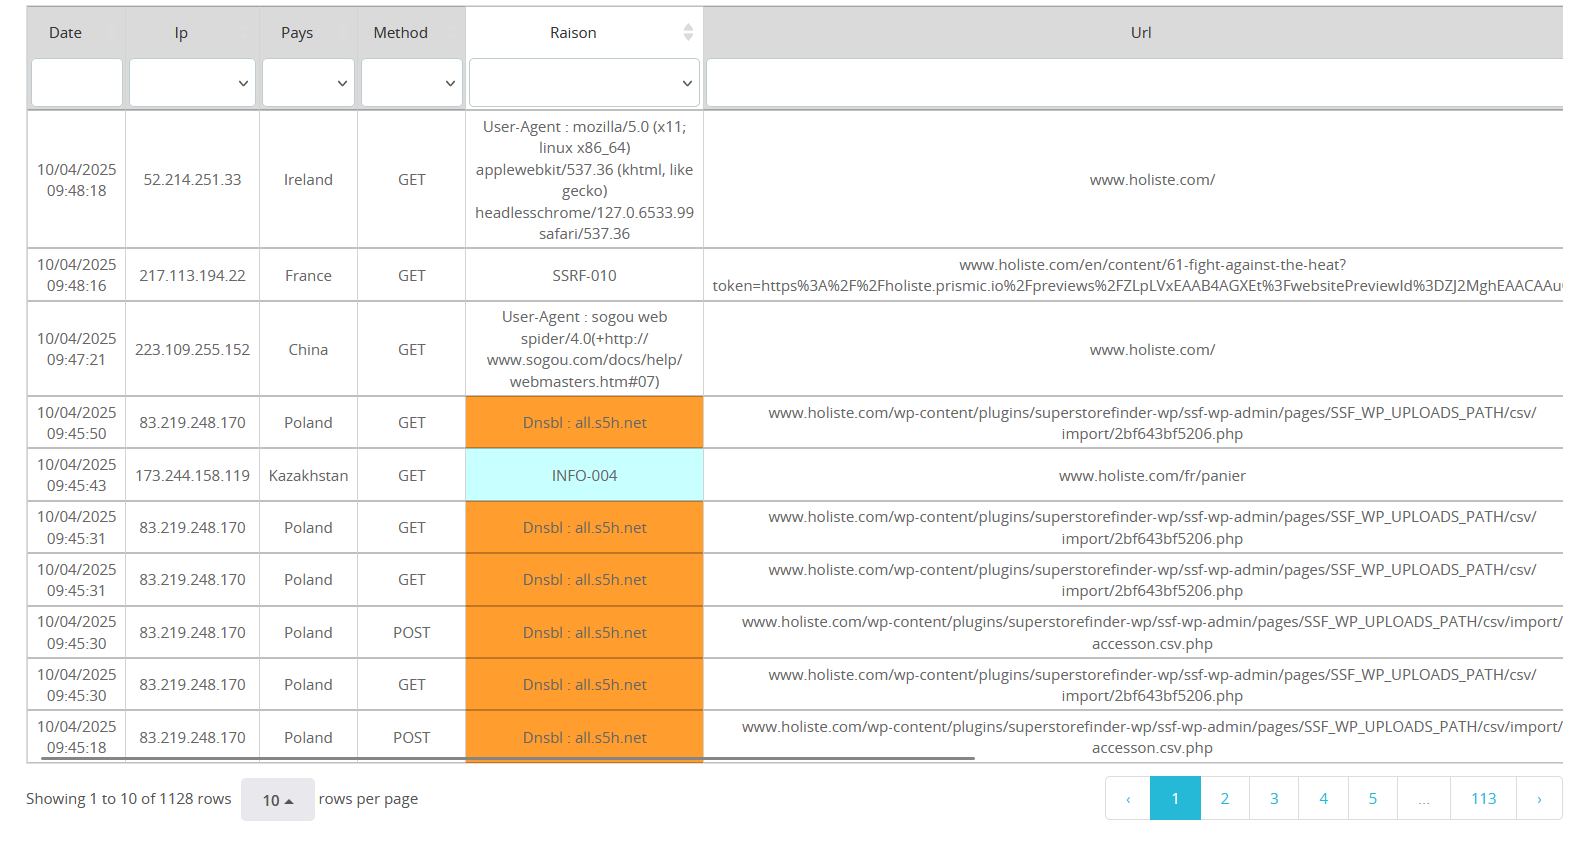 Date Ip Pays Method Raison Url
User-Agent : mozilla/5.0 (x11;
linux x86_64)
applewebkit/537.36 (khtml, like
gecko)
headlesschrome/127.0.6533.99
safari/537.36
10/04/2025
09:48:18
52.214.251.33 Ireland GET www.holiste.com/
10/04/2025
09:48:16
217.113.194.22 France GET SSRF-010
www.holiste.com/en/content/61-fight-against-the-heat?
token=https%3A%2F%2Fholiste.prismic.io%2Fpreviews%2FZLpLVxEAAB4AGXEt%3FwebsitePreviewId%3DZJ2MghEAACAAu
10/04/2025
09:47:21
223.109.255.152 China GET
User-Agent : sogou web
spider/4.0(+http://
www.sogou.com/docs/help/
webmasters.htm#07)
www.holiste.com/
10/04/2025
09:45:50
83.219.248.170 Poland GET Dnsbl : all.s5h.net
www.holiste.com/wp-content/plugins/superstorefinder-wp/ssf-wp-admin/pages/SSF_WP_UPLOADS_PATH/csv/
import/2bf643bf5206.php
10/04/2025
09:45:43
173.244.158.119 Kazakhstan GET INFO-004 www.holiste.com/fr/panier
10/04/2025
09:45:31
83.219.248.170 Poland GET Dnsbl : all.s5h.net
www.holiste.com/wp-content/plugins/superstorefinder-wp/ssf-wp-admin/pages/SSF_WP_UPLOADS_PATH/csv/
import/2bf643bf5206.php
10/04/2025
09:45:31
83.219.248.170 Poland GET Dnsbl : all.s5h.net
www.holiste.com/wp-content/plugins/superstorefinder-wp/ssf-wp-admin/pages/SSF_WP_UPLOADS_PATH/csv/
import/2bf643bf5206.php
10/04/2025
09:45:30
83.219.248.170 Poland POST Dnsbl : all.s5h.net
www.holiste.com/wp-content/plugins/superstorefinder-wp/ssf-wp-admin/pages/SSF_WP_UPLOADS_PATH/csv/import/
accesson.csv.php
10/04/2025
09:45:30
83.219.248.170 Poland GET Dnsbl : all.s5h.net
www.holiste.com/wp-content/plugins/superstorefinder-wp/ssf-wp-admin/pages/SSF_WP_UPLOADS_PATH/csv/
import/2bf643bf5206.php
10/04/2025
09:45:18
83.219.248.170 Poland POST Dnsbl : all.s5h.net
www.holiste.com/wp-content/plugins/superstorefinder-wp/ssf-wp-admin/pages/SSF_WP_UPLOADS_PATH/csv/import/
accesson.csv.php
Showing 1 to 10 of 1128 rows 10 rows per page ‹ 1 2 3 4 5 ... 113 ›